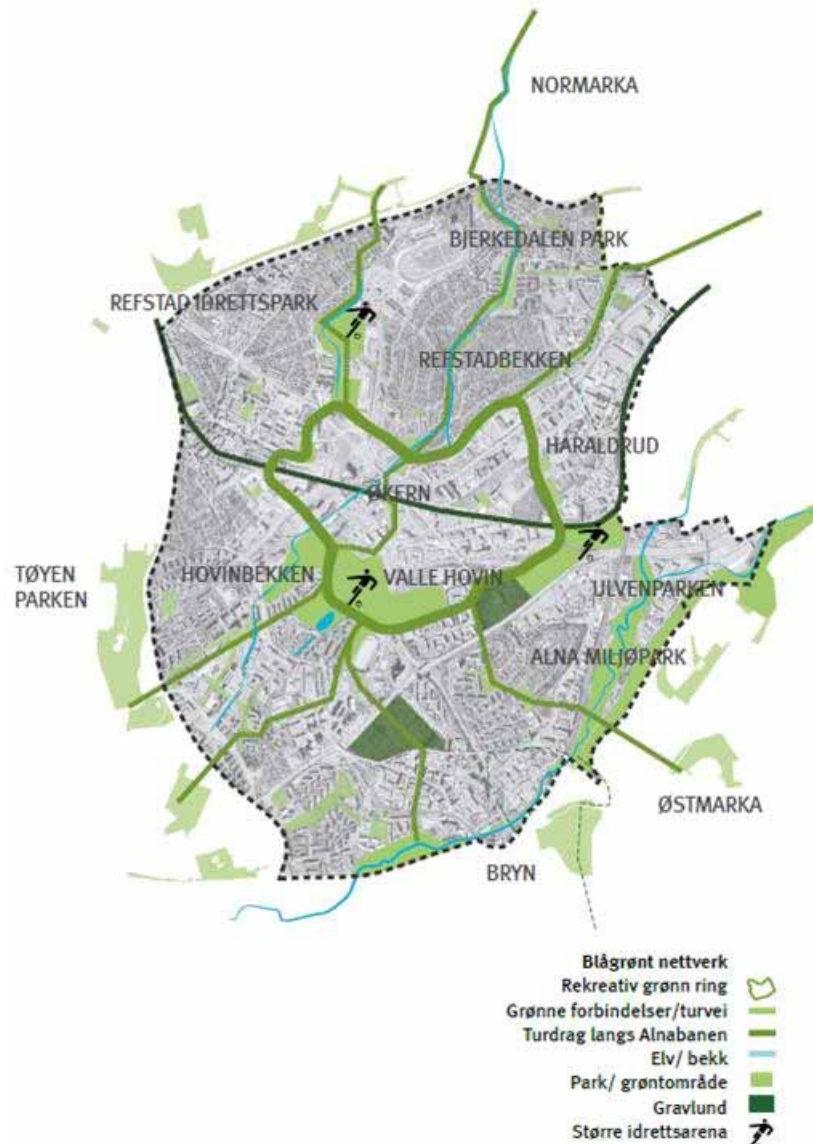 NORMARKA
BJERKEDALEN PARK
REFSTAD IDRETTSPARK
REFSTADBEKKEN
HARALDRUD
ØKERN
TØYEN
PARKEN
HOVINBEKKEN
VALLE HOVIN
ULVENPARKEN
ALNA MILJØPARK
ØSTMARKA
BRYN
Blågrønt nettverk
Rekreativ grønn ring
Grønne forbindelser/turvei
Turdrag langs Alnabanen
Elv/ bekk
Park/ grøntområde
Gravlund
Større idrettsarena